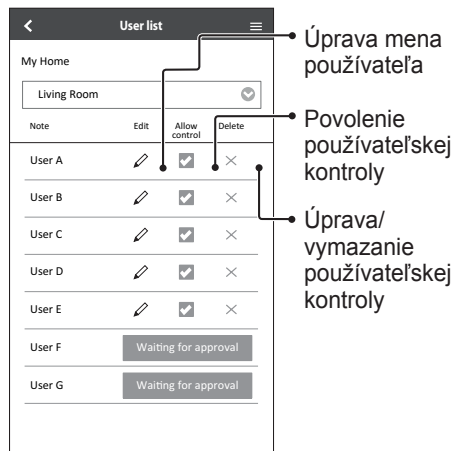 User list
My Home
Living Room
Note Edit Allow control Delete
User A
User B
User C
User D
User E
User F Waiting for approval
User G Waiting for approval
Úprava mena
používateľa
Povolenie
používateľskej
kontroly
Úprava/
vymazanie
používateľskej
kontroly